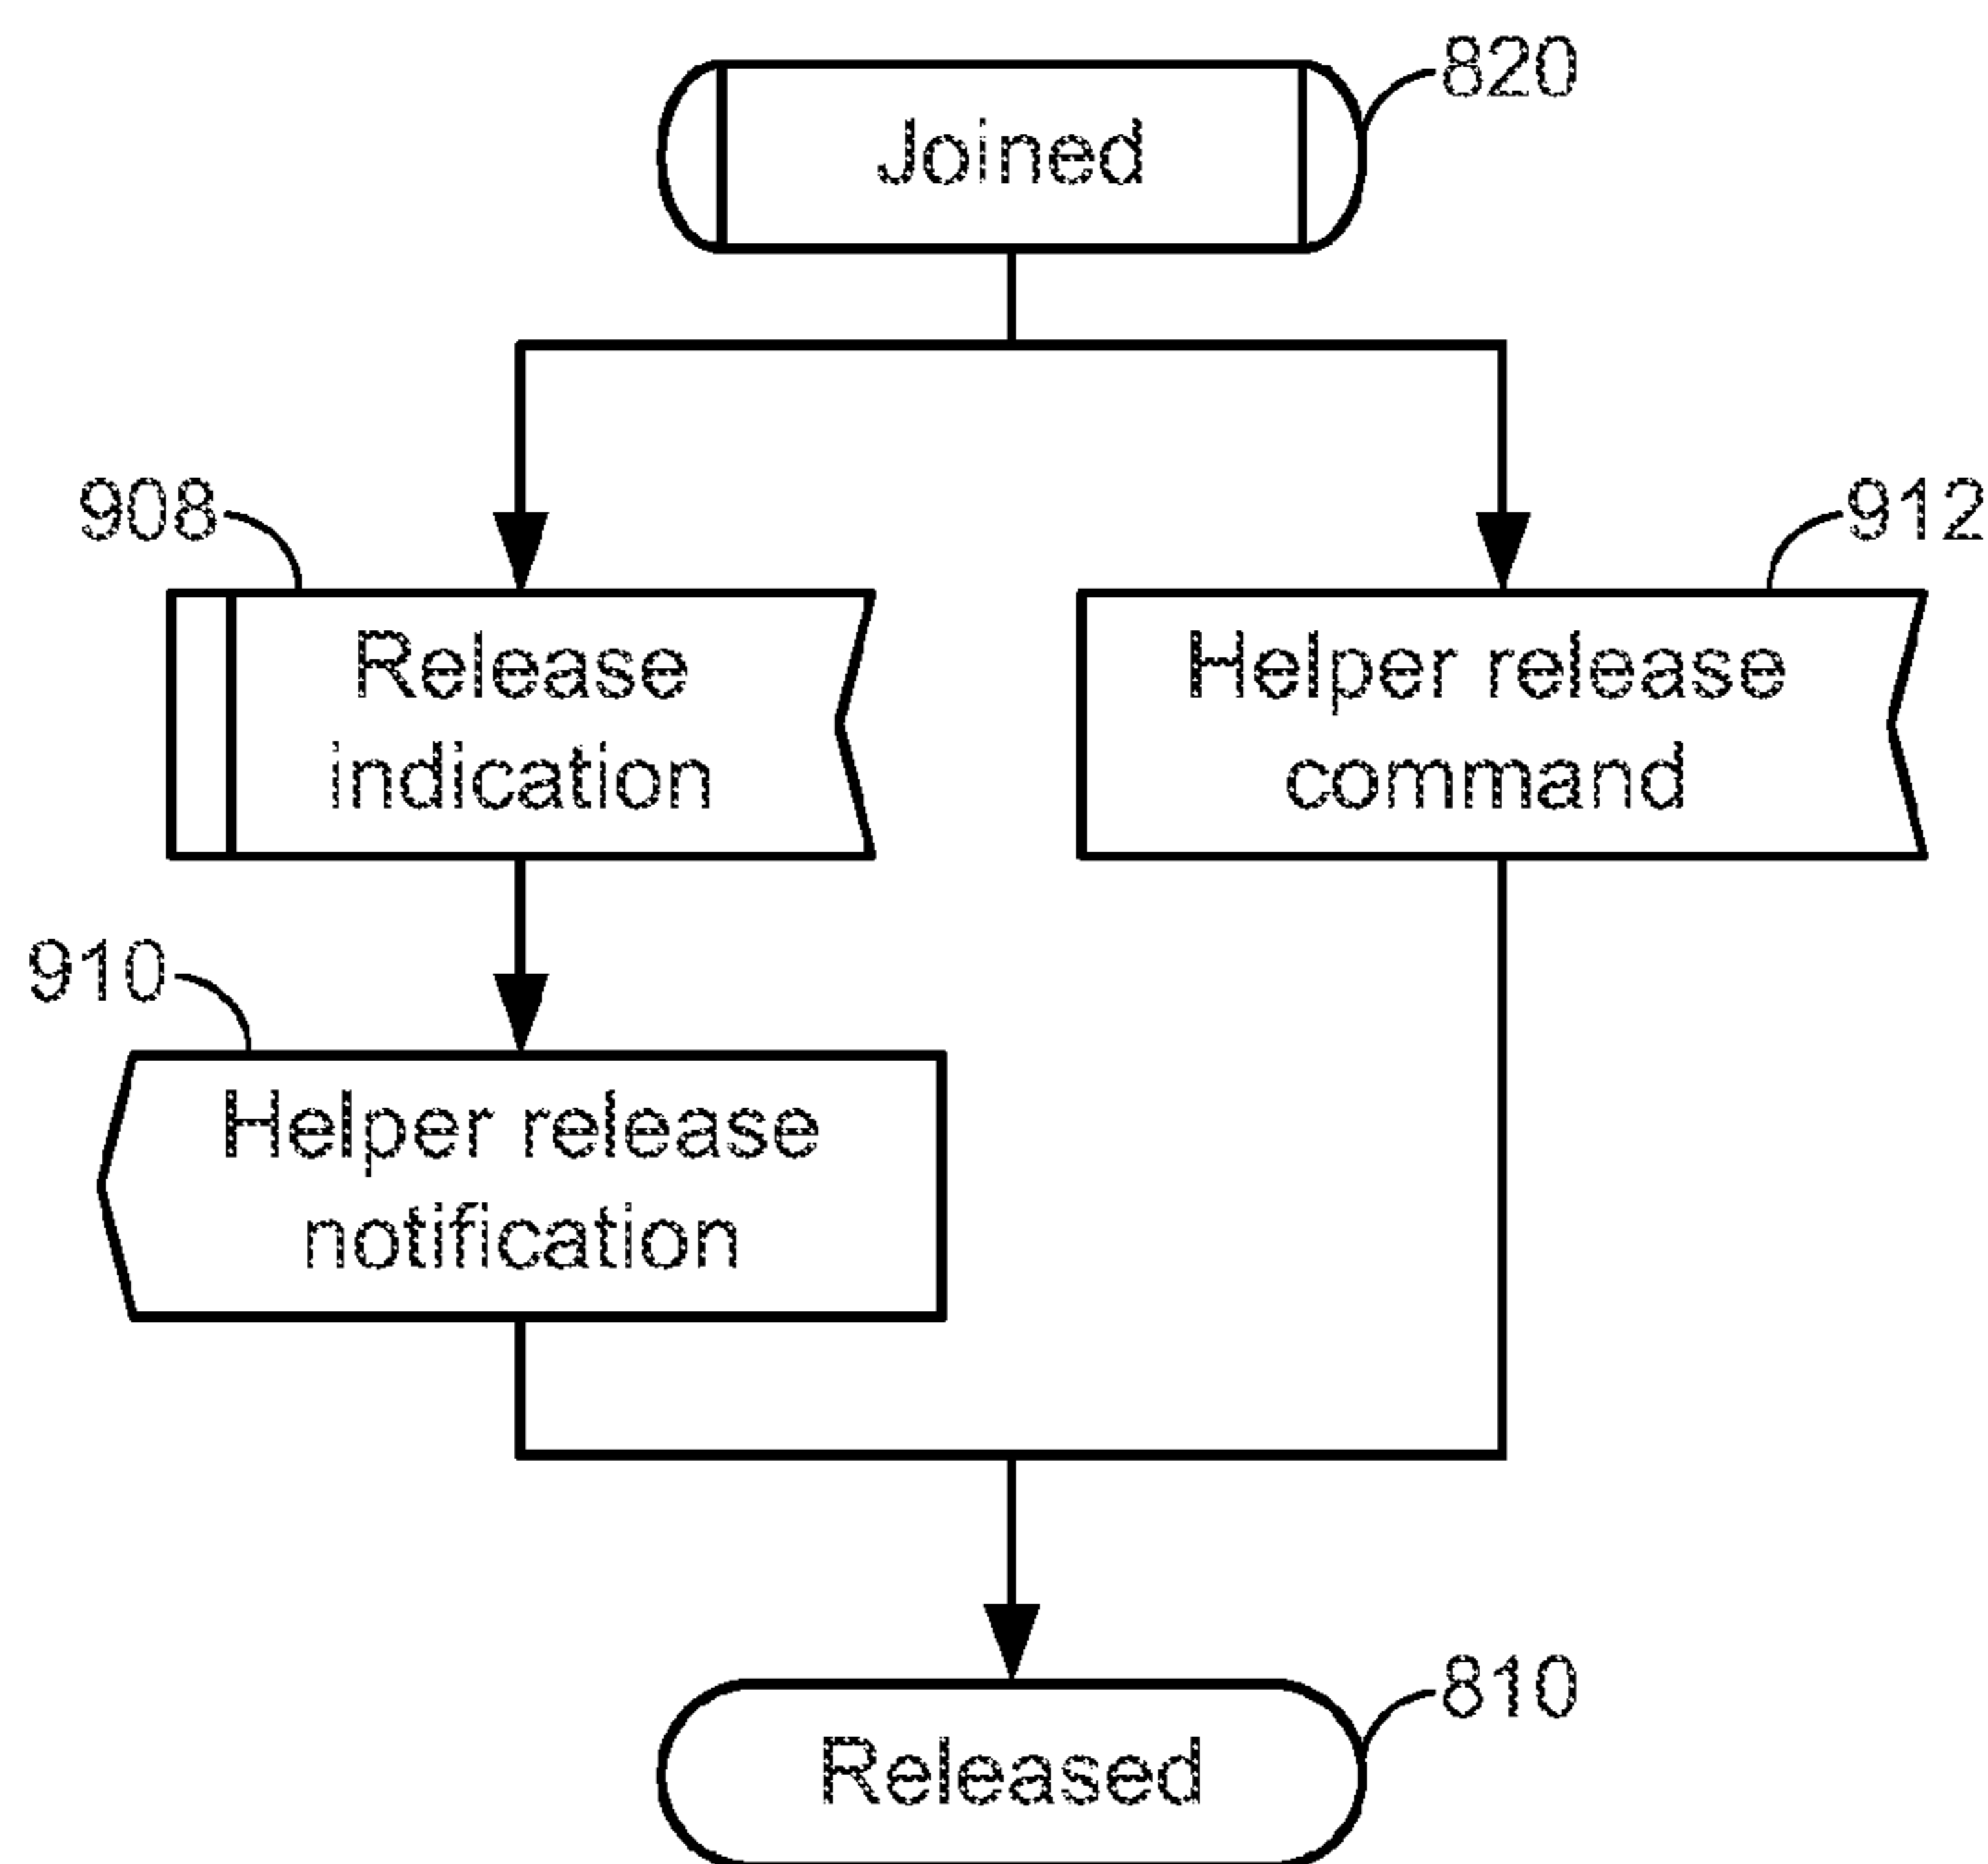 820
Joined
908
912
Release
indication
Helper release
command
910
Helper release
notification
810
Released